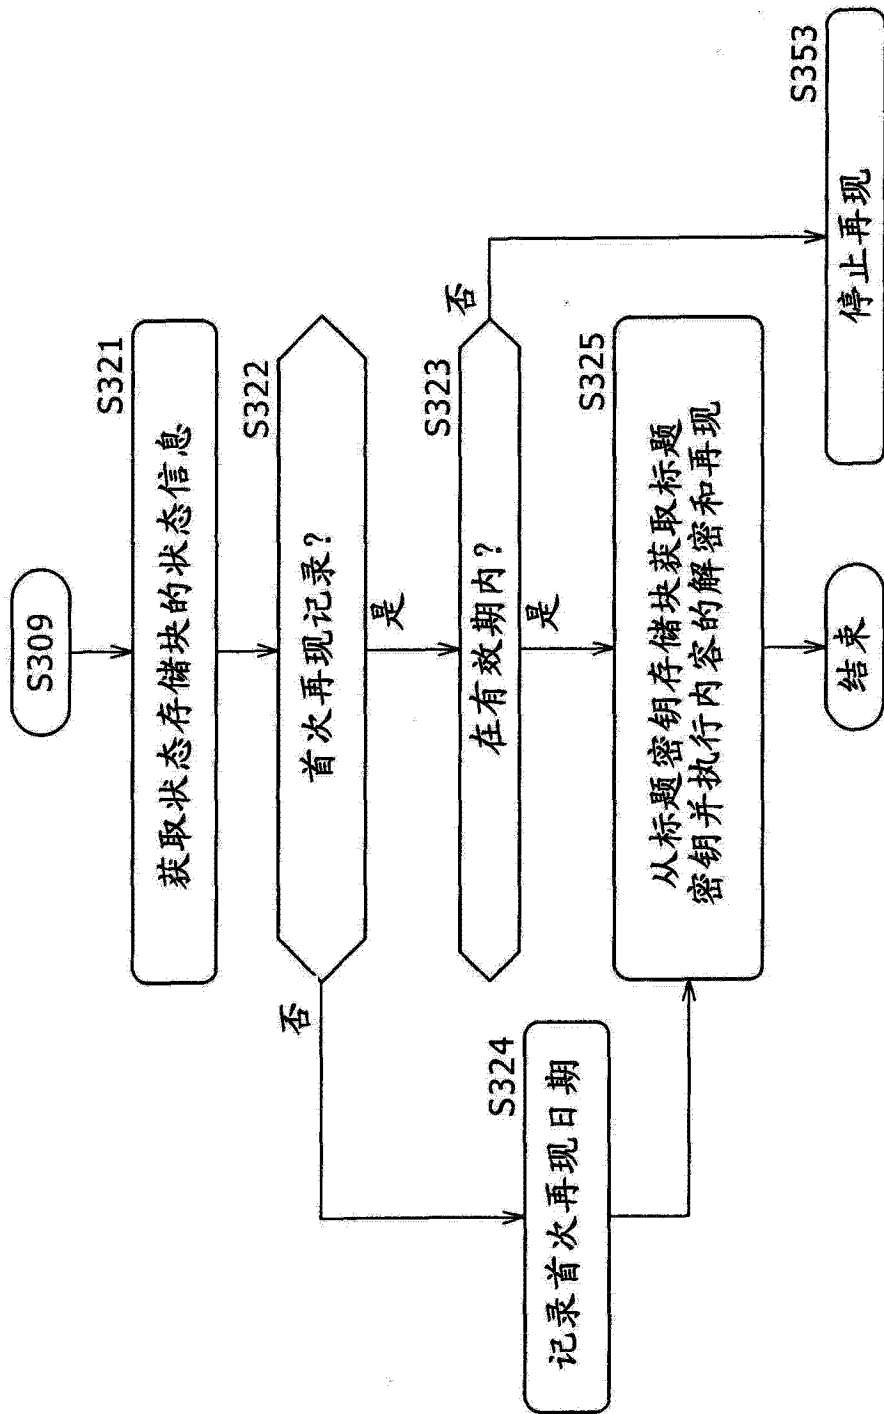 S309
S321
获取状态存储块的状态信息
S322
首次再现记录?
否
是
S323
在有效期内?
否
是
S324
记录首次再现日期
S325
从标题密钥存储块获取标题
密钥并执行内容的解密和再现
S353
停止再现
结束